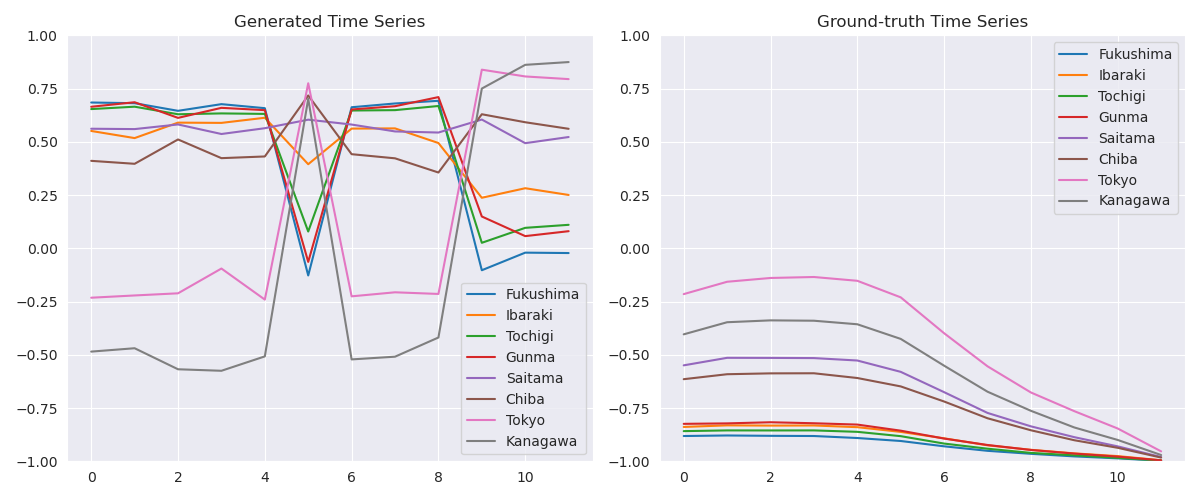 Generated Time Series
1.00
0.75
0.50
0.25
0.00
−0.25
−0.50
−0.75
−1.00
0 2 4 6 8 10
Fukushima
Ibaraki
Tochigi
Gunma
Saitama
Chiba
Tokyo
Kanagawa
Ground-truth Time Series
1.00
0.75
0.50
0.25
0.00
−0.25
−0.50
−0.75
−1.00
0 2 4 6 8 10
Fukushima
Ibaraki
Tochigi
Gunma
Saitama
Chiba
Tokyo
Kanagawa